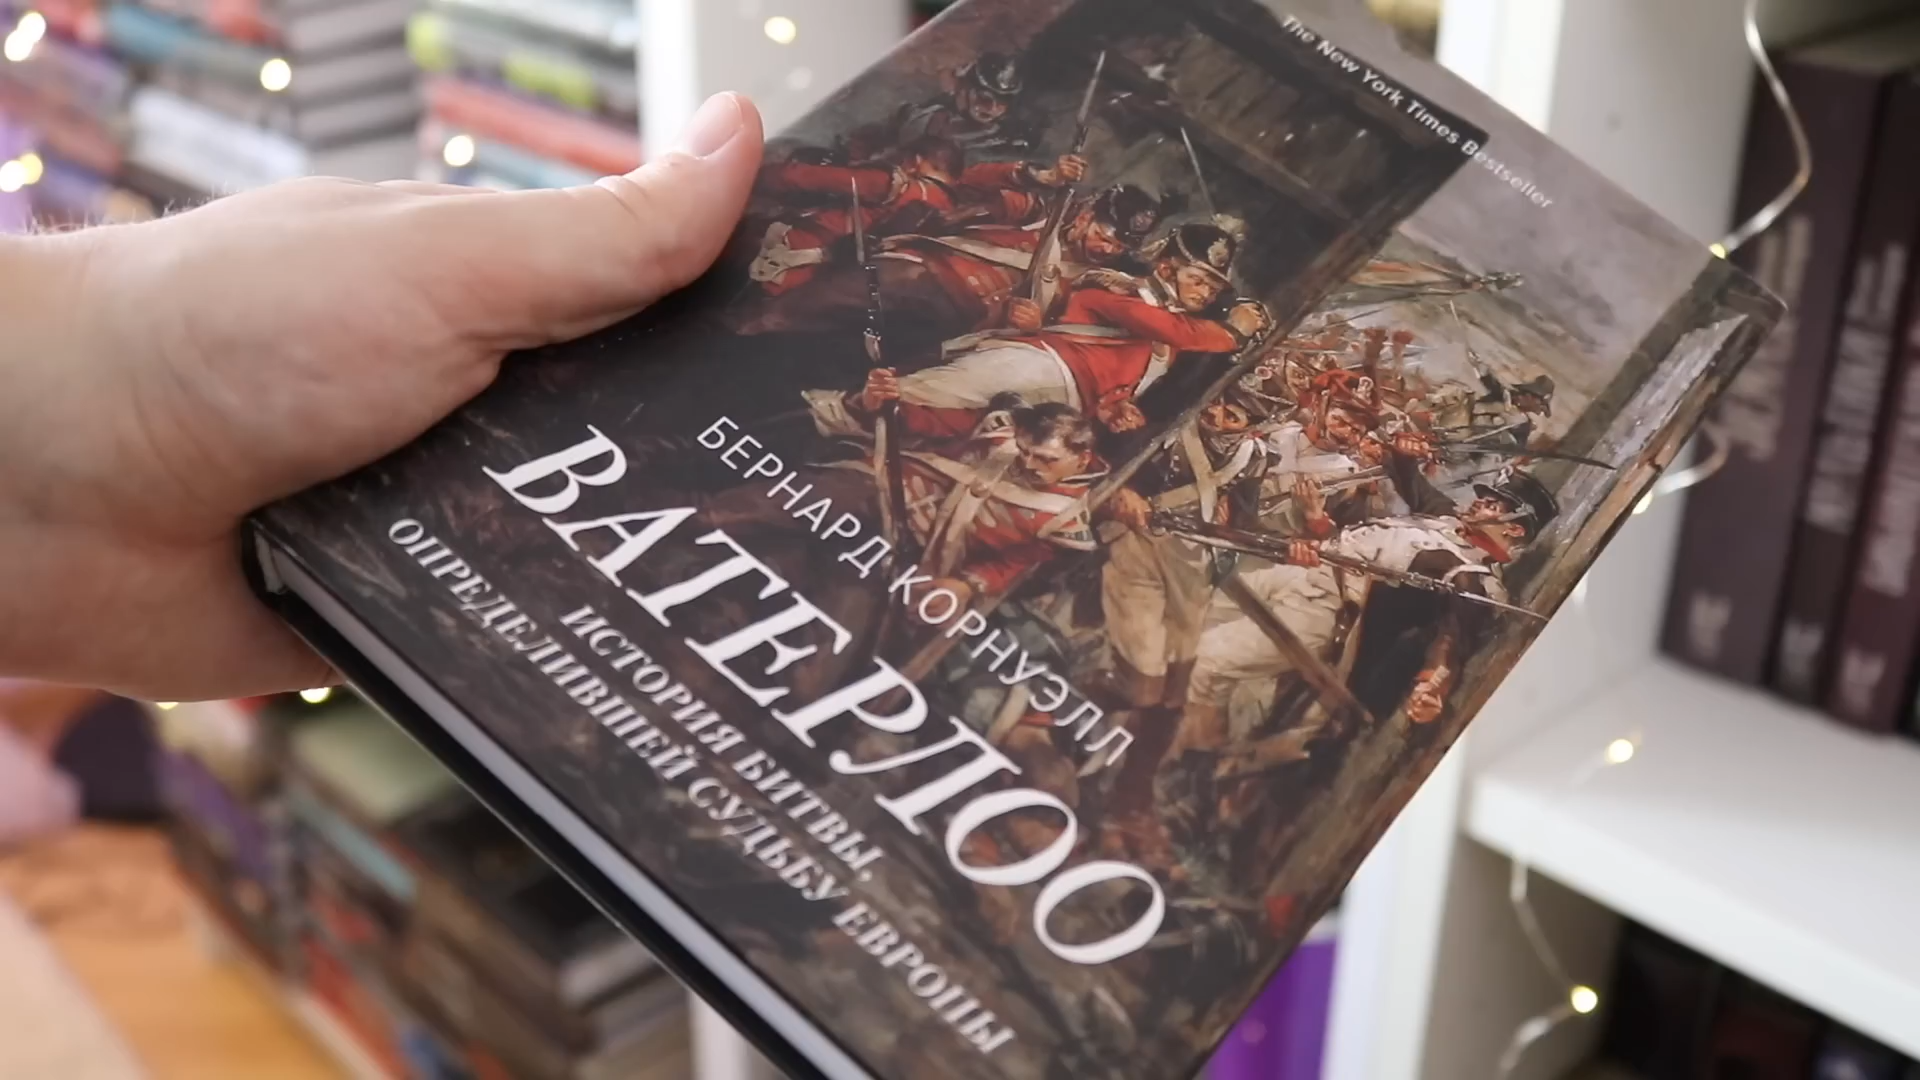 The New York Times Bestseller
БЕРНАРД КОРНУЭЛЛ
ВАТЕРЛОО
ИСТОРИЯ БИТВЫ,
ОПРЕДЕЛИВШЕЙ СУДЬБУ ЕВРОПЫ